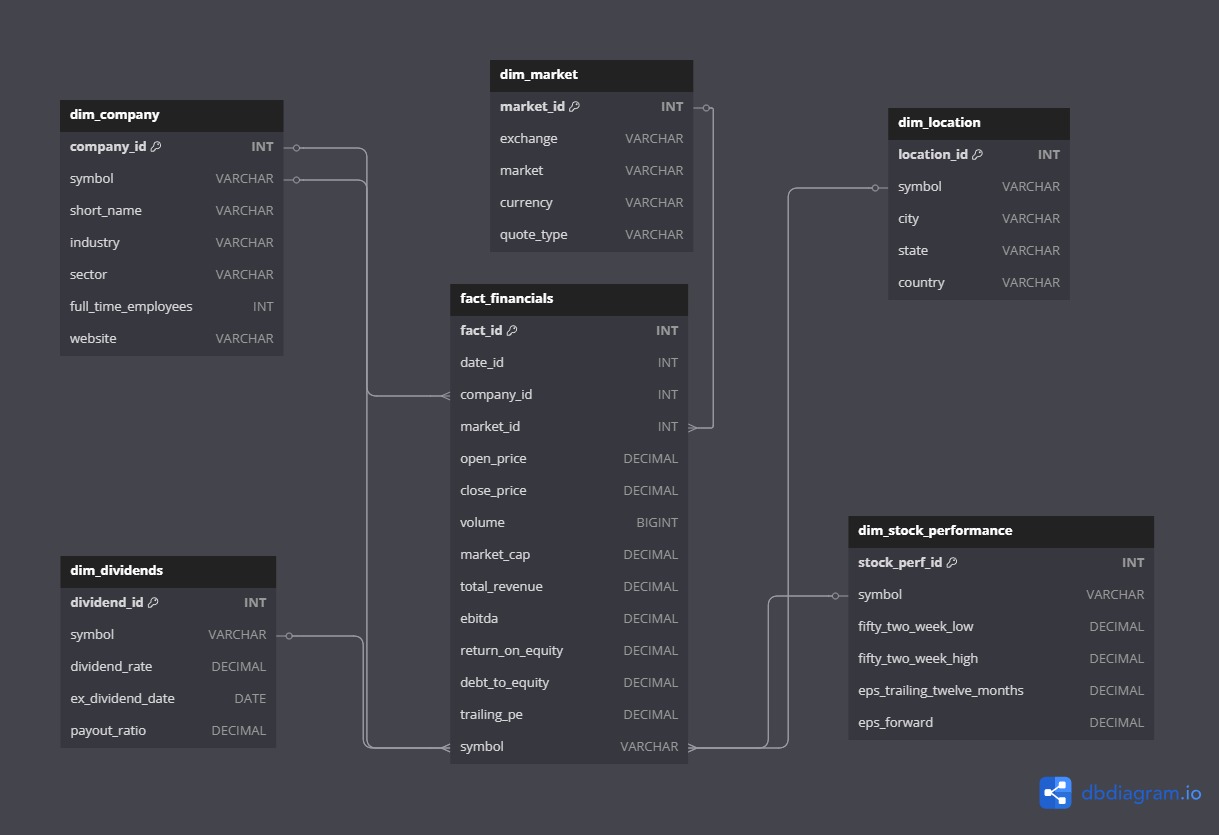 dim_company
company_id INT
symbol VARCHAR
short_name VARCHAR
industry VARCHAR
sector VARCHAR
full_time_employees INT
website VARCHAR
dim_market
market_id INT
exchange VARCHAR
market VARCHAR
currency VARCHAR
quote_type VARCHAR
dim_location
location_id INT
symbol VARCHAR
city VARCHAR
state VARCHAR
country VARCHAR
fact_financials
fact_id INT
date_id INT
company_id INT
market_id INT
open_price DECIMAL
close_price DECIMAL
volume BIGINT
market_cap DECIMAL
total_revenue DECIMAL
ebitda DECIMAL
return_on_equity DECIMAL
debt_to_equity DECIMAL
trailing_pe DECIMAL
symbol VARCHAR
dim_dividends
dividend_id INT
symbol VARCHAR
dividend_rate DECIMAL
ex_dividend_date DATE
payout_ratio DECIMAL
dim_stock_performance
stock_perf_id INT
symbol VARCHAR
fifty_two_week_low DECIMAL
fifty_two_week_high DECIMAL
eps_trailing_twelve_months DECIMAL
eps_forward DECIMAL
dbdiagram.io